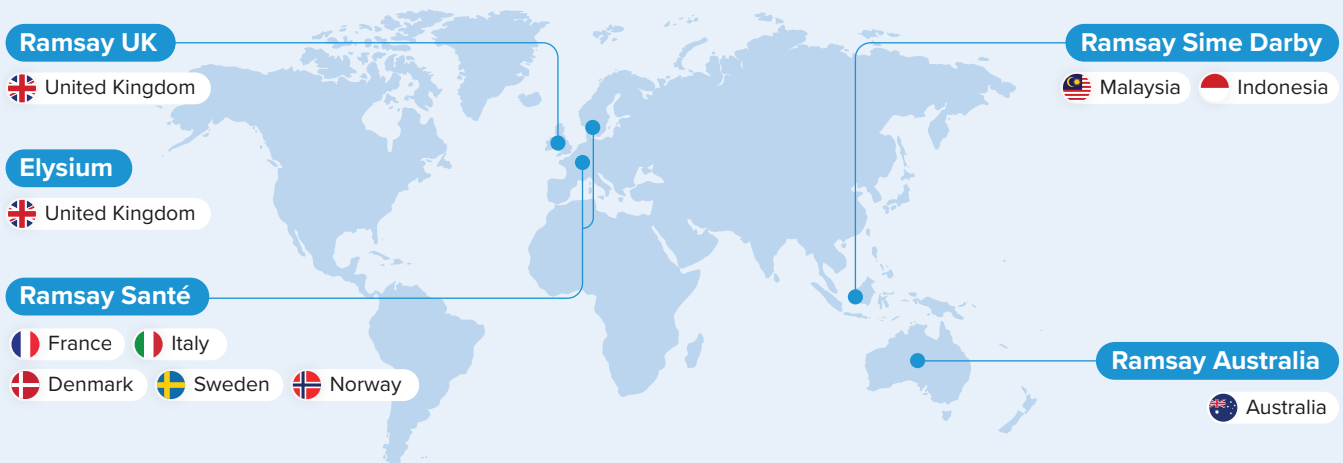 Ramsay UK
United Kingdom
Elysium
United Kingdom
Ramsay Santé
France Italy
Denmark Sweden Norway
Ramsay Sime Darby
Malaysia Indonesia
Ramsay Australia
Australia